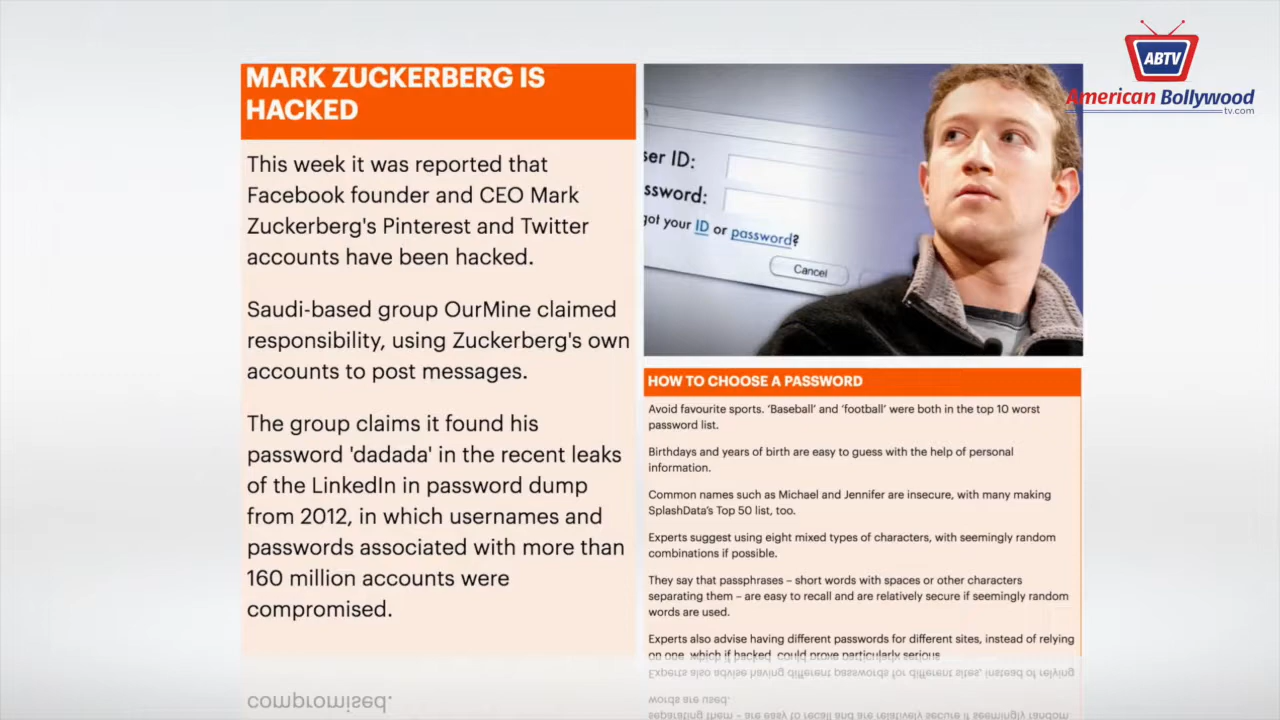 MARK ZUCKERBERG IS
HACKED
This week it was reported that
Facebook founder and CEO Mark
Zuckerberg's Pinterest and Twitter
accounts have been hacked.
Saudi-based group OurMine claimed
responsibility, using Zuckerberg's own
accounts to post messages.
The group claims it found his
password 'dadada' in the recent leaks
of the LinkedIn in password dump
from 2012, in which usernames and
passwords associated with more than
160 million accounts were
compromised.
ABTV
American Bollywood
tv.com
ser ID:
ssword:
got your ID or password?
Cancel
HOW TO CHOOSE A PASSWORD
Avoid favourite sports. 'Baseball' and 'football' were both in the top 10 worst
password list.
Birthdays and years of birth are easy to guess with the help of personal
information.
Common names such as Michael and Jennifer are insecure, with many making
SplashData's Top 50 list, too.
Experts suggest using eight mixed types of characters, with seemingly random
combinations if possible.
They say that passphrases – short words with spaces or other characters
separating them – are easy to recall and are relatively secure if seemingly random
words are used.
Experts also advise having different passwords for different sites, instead of relying
on one, which if hacked, could prove particularly serious.